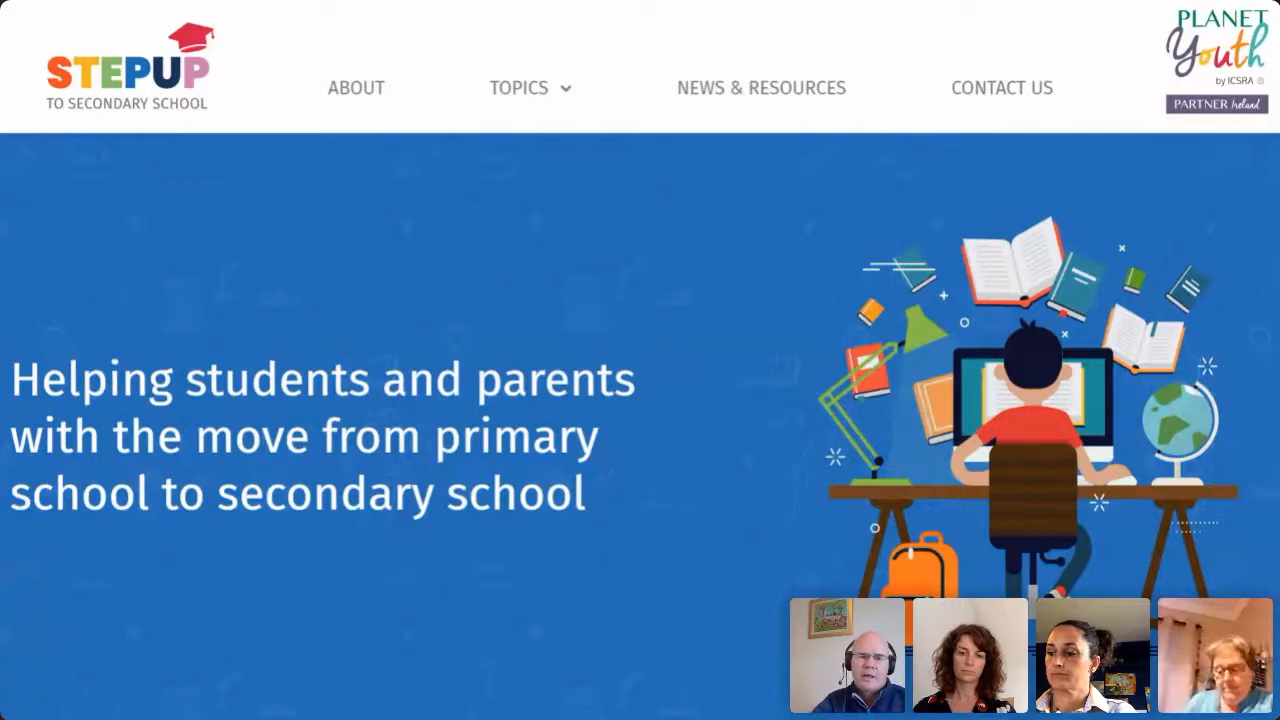 STEPUP
TO SECONDARY SCHOOL
ABOUT
TOPICS
NEWS & RESOURCES
CONTACT US
PLANET
Youth
by ICSRA ®
PARTNER Ireland
Helping students and parents
with the move from primary
school to secondary school